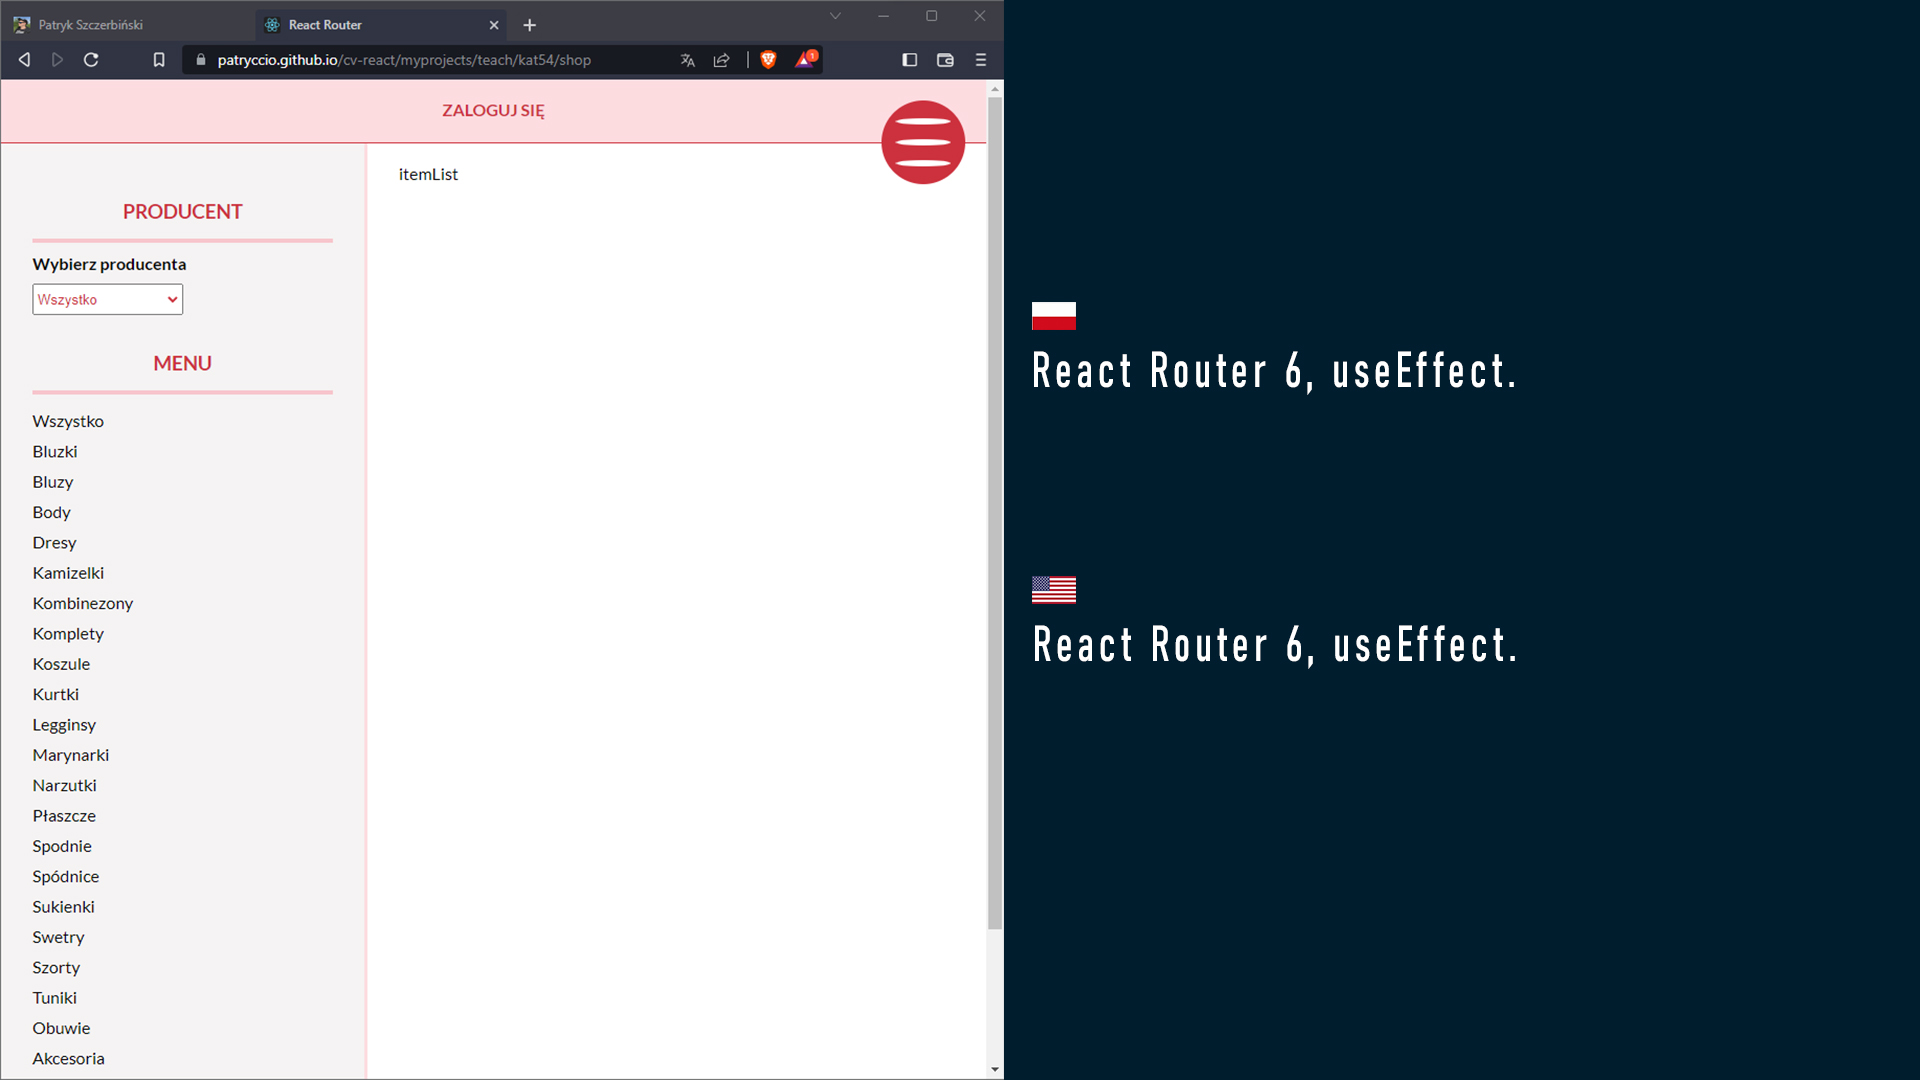 Patryk Szczerbiński
React Router
patryccio.github.io/cv-react/myprojects/teach/kat54/shop
1
ZALOGUJ SIĘ
PRODUCENT
Wybierz producenta
Wszystko
MENU
Wszystko
Bluzki
Bluzy
Body
Dresy
Kamizelki
Kombinezony
Komplety
Koszule
Kurtki
Legginsy
Marynarki
Narzutki
Płaszcze
Spodnie
Spódnice
Sukienki
Swetry
Szorty
Tuniki
Obuwie
Akcesoria
itemList
React Router 6, useEffect.
React Router 6, useEffect.